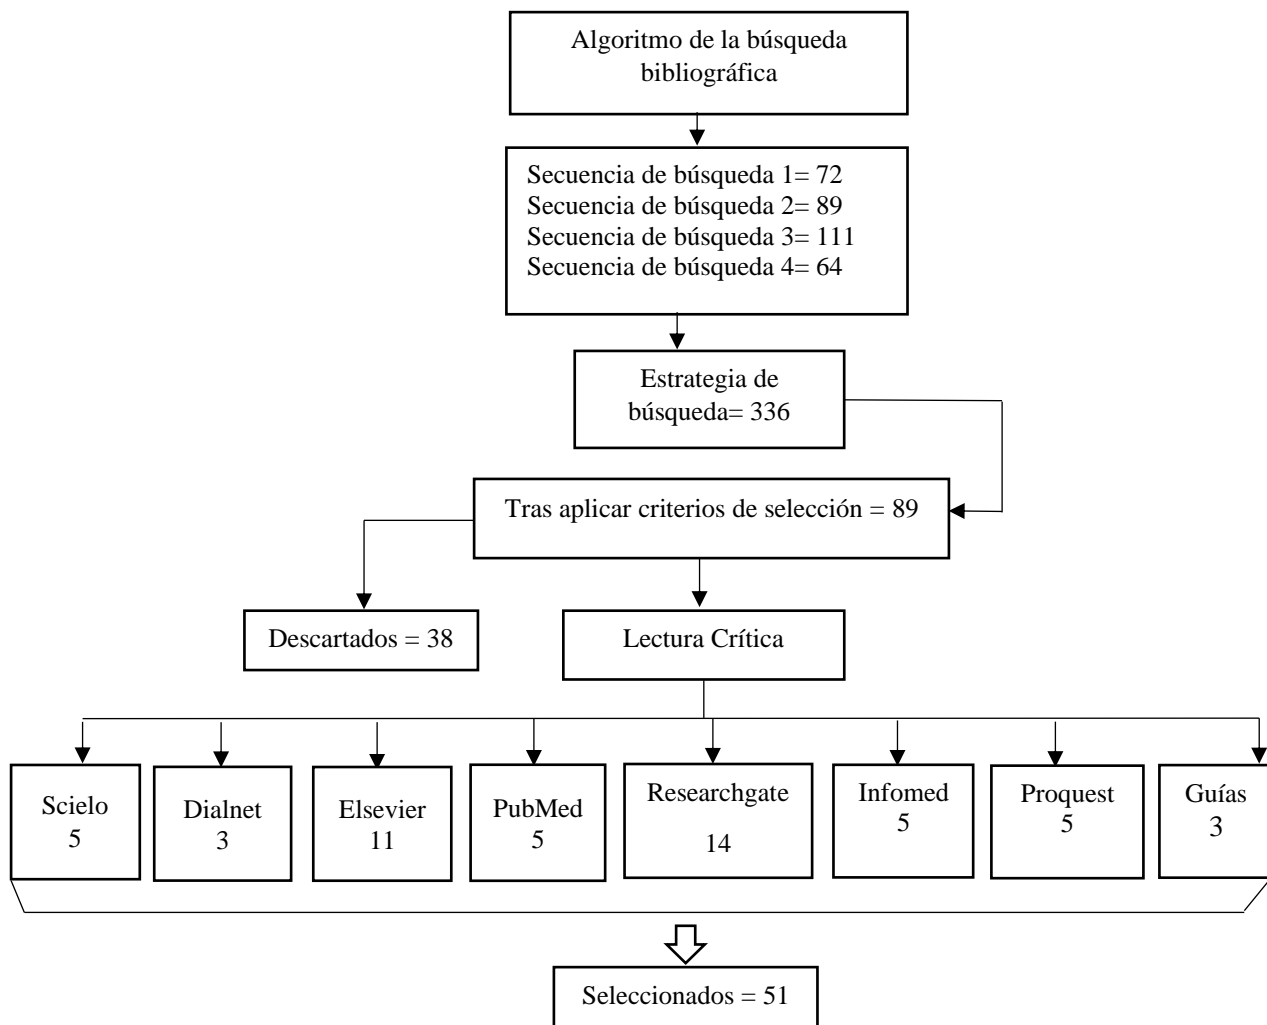 Algoritmo de la búsqueda
bibliográfica
Secuencia de búsqueda 1= 72
Secuencia de búsqueda 2= 89
Secuencia de búsqueda 3= 111
Secuencia de búsqueda 4= 64
Estrategia de
búsqueda= 336
Tras aplicar criterios de selección = 89
Descartados = 38
Lectura Crítica
Scielo
5
Dialnet
3
Elsevier
11
PubMed
5
Researchgate
14
Infomed
5
Proquest
5
Guías
3
Seleccionados = 51